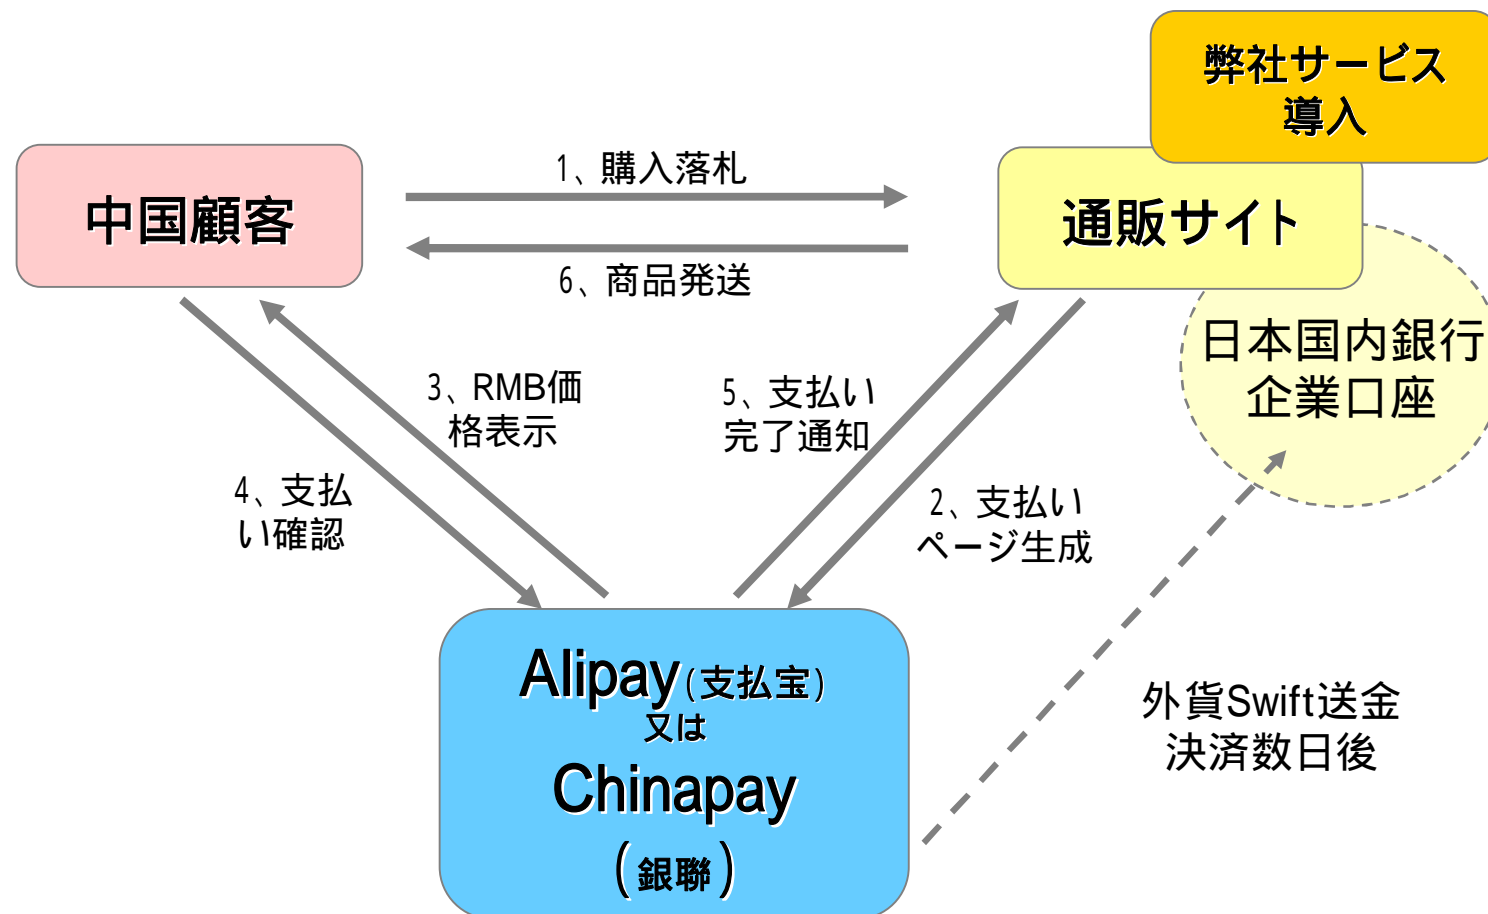 弊社サービス
導入
中国顧客
1、購入落札
通販サイト
6、商品発送
日本国内銀行
企業口座
3、RMB価
格表示
5、支払い
完了通知
4、支払
い確認
2、支払い
ページ生成
Alipay(支払宝)
又は
Chinapay
(銀聯)
外貨Swift送金
決済数日後